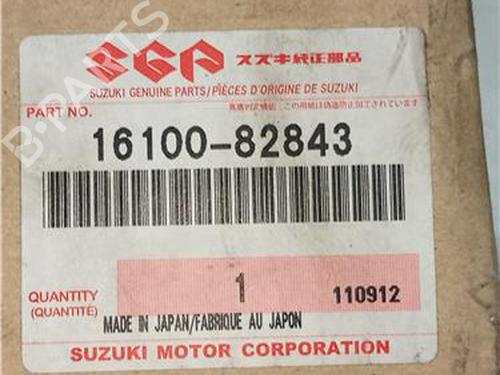 SGP スズキ純正部品
SUZUKI GENUINE PARTS/PIÈCES D'ORIGINE DE SUZUKI
PART NO.
16100-82843
QUANTITY
(QUANTITÉ)
1
110912
MADE IN JAPAN/FABRIQUE AU JAPON
SUZUKI MOTOR CORPORATION
B-PARTS